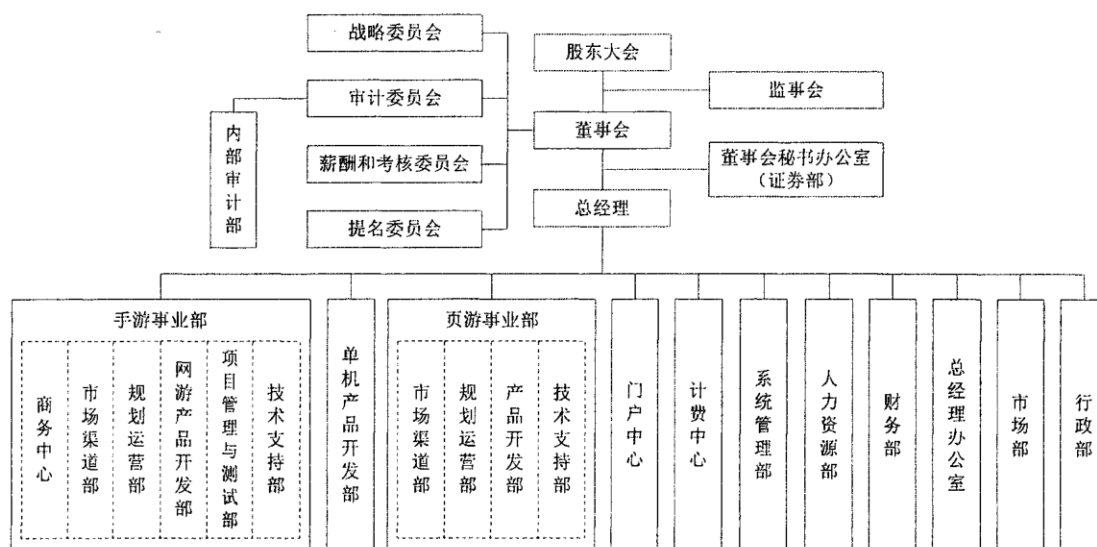 战略委员会
股东大会
审计委员会
监事会
内部审计部
董事会
薪酬和考核委员会
董事会秘书办公室
（证券部）
提名委员会
总经理
手游事业部
商务中心
市场渠道部
规划运营部
网游产品开发部
项目管理与测试部
技术支持部
单机产品开发部
页游事业部
市场渠道部
规划运营部
产品开发部
技术支持部
门户中心
计费中心
系统管理部
人力资源部
财务部
总经理办公室
市场部
行政部